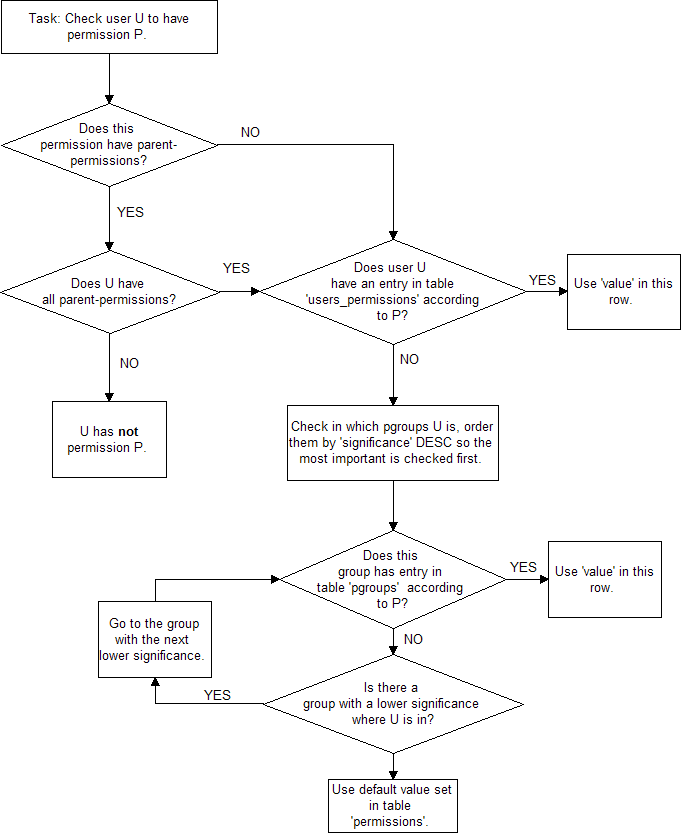 Task: Check user U to have
permission P.
Does this
permission have parent-
permissions?
NO
YES
Does U have
all parent-permissions?
YES
Does user U
have an entry in table
'users_permissions' according
to P?
YES
Use 'value' in this
row.
NO
NO
U has not
permission P.
Check in which pgroups U is, order
them by 'significance' DESC so the
most important is checked first.
Does this
group has entry in
table 'pgroups'  according
to P?
YES
Use 'value' in this
row.
Go to the group
with the next
lower significance.
NO
Is there a
group with a lower significance
where U is in?
YES
Use default value set
in table
'permissions'.